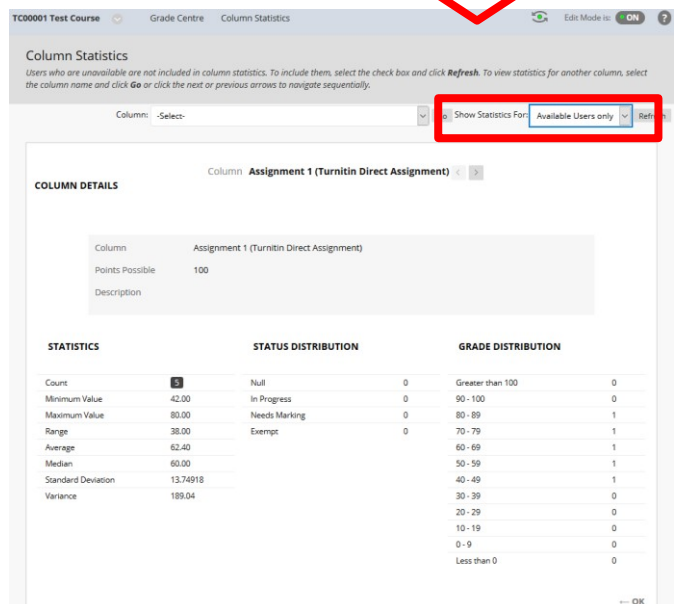 TC00001 Test Course Grade Centre Column Statistics Edit Mode is: ON ?
Column Statistics
Users who are unavailable are not included in column statistics. To include them, select the check box and click Refresh. To view statistics for another column, select
the column name and click Go or click the next or previous arrows to navigate sequentially.
Column: -Select- Show Statistics For: Available Users only
Column Assignment 1 (Turnitin Direct Assignment) < >
COLUMN DETAILS
Column Assignment 1 (Turnitin Direct Assignment)
Points Possible 100
Description
STATISTICS STATUS DISTRIBUTION GRADE DISTRIBUTION
Count 5 Null 0 Greater than 100 0
Minimum Value 42.00 In Progress 0 90 - 100 0
Maximum Value 80.00 Needs Marking 0 80 - 89 1
Range 38.00 Exempt 0 70 - 79 1
Average 62.40 60 - 69 1
Median 60.00 50 - 59 1
Standard Deviation 13.74918 40 - 49 1
Variance 189.04 30 - 39 0
20 - 29 0
10 - 19 0
0 - 9 0
Less than 0 0
← OK